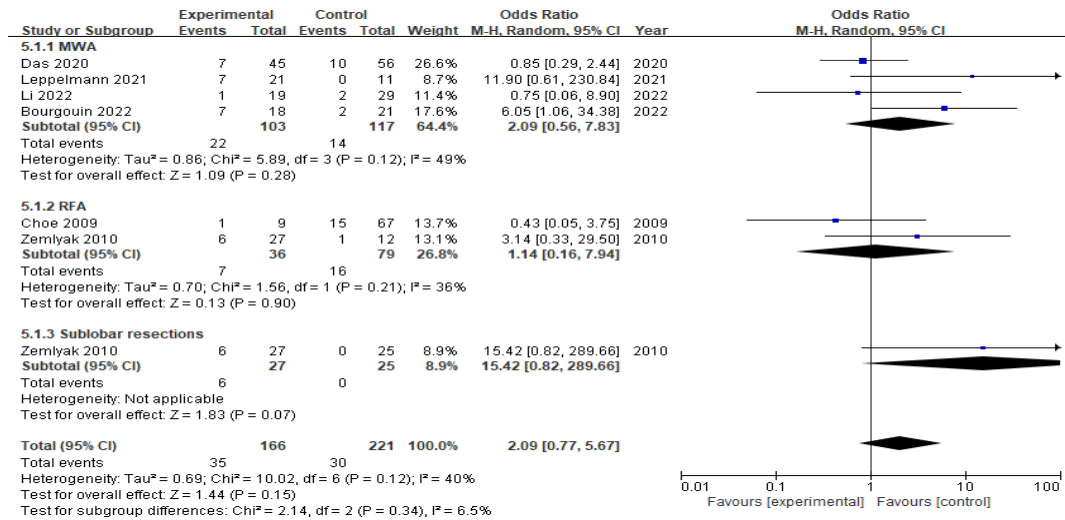 Experimental Control Odds Ratio Odds Ratio
Study or Subgroup Events Total Events Total Weight M-H, Random, 95% CI Year M-H, Random, 95% CI
5.1.1 MWA
Das 2020 7 45 10 56 26.6% 0.85 [0.29, 2.44] 2020
Leppelmann 2021 7 21 0 11 8.7% 11.90 [0.61, 230.84] 2021
Li 2022 1 19 2 29 11.4% 0.75 [0.06, 8.90] 2022
Bourgouin 2022 7 18 2 21 17.6% 6.05 [1.06, 34.38] 2022
Subtotal (95% CI) 103 117 64.4% 2.09 [0.56, 7.83]
Total events 22 14
Heterogeneity: Tau² = 0.86; Chi² = 5.89, df = 3 (P = 0.12); I² = 49%
Test for overall effect: Z = 1.09 (P = 0.28)
5.1.2 RFA
Choe 2009 1 9 15 67 13.7% 0.43 [0.05, 3.75] 2009
Zemlyak 2010 6 27 1 12 13.1% 3.14 [0.33, 29.50] 2010
Subtotal (95% CI) 36 79 26.8% 1.14 [0.16, 7.94]
Total events 7 16
Heterogeneity: Tau² = 0.70; Chi² = 1.56, df = 1 (P = 0.21); I² = 36%
Test for overall effect: Z = 0.13 (P = 0.90)
5.1.3 Sublobar resections
Zemlyak 2010 6 27 0 25 8.9% 15.42 [0.82, 289.66] 2010
Subtotal (95% CI) 27 25 8.9% 15.42 [0.82, 289.66]
Total events 6 0
Heterogeneity: Not applicable
Test for overall effect: Z = 1.83 (P = 0.07)
Total (95% CI) 166 221 100.0% 2.09 [0.77, 5.67]
Total events 35 30
Heterogeneity: Tau² = 0.69; Chi² = 10.02, df = 6 (P = 0.12); I² = 40%
Test for overall effect: Z = 1.44 (P = 0.15)
Test for subgroup differences: Chi² = 2.14, df = 2 (P = 0.34), I² = 6.5%
0.01 0.1 1 10 100
Favours [experimental] Favours [control]